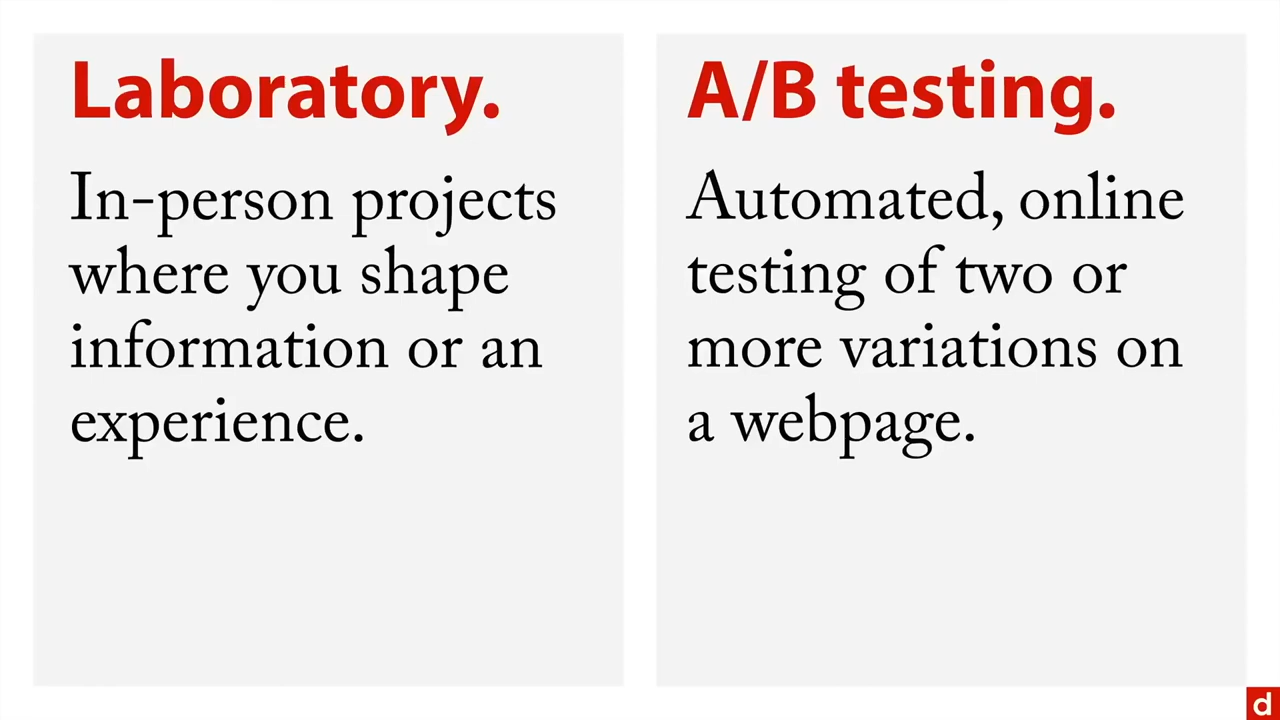 Laboratory.
In-person projects
where you shape
information or an
experience.
A/B testing.
Automated, online
testing of two or
more variations on
a webpage.
d